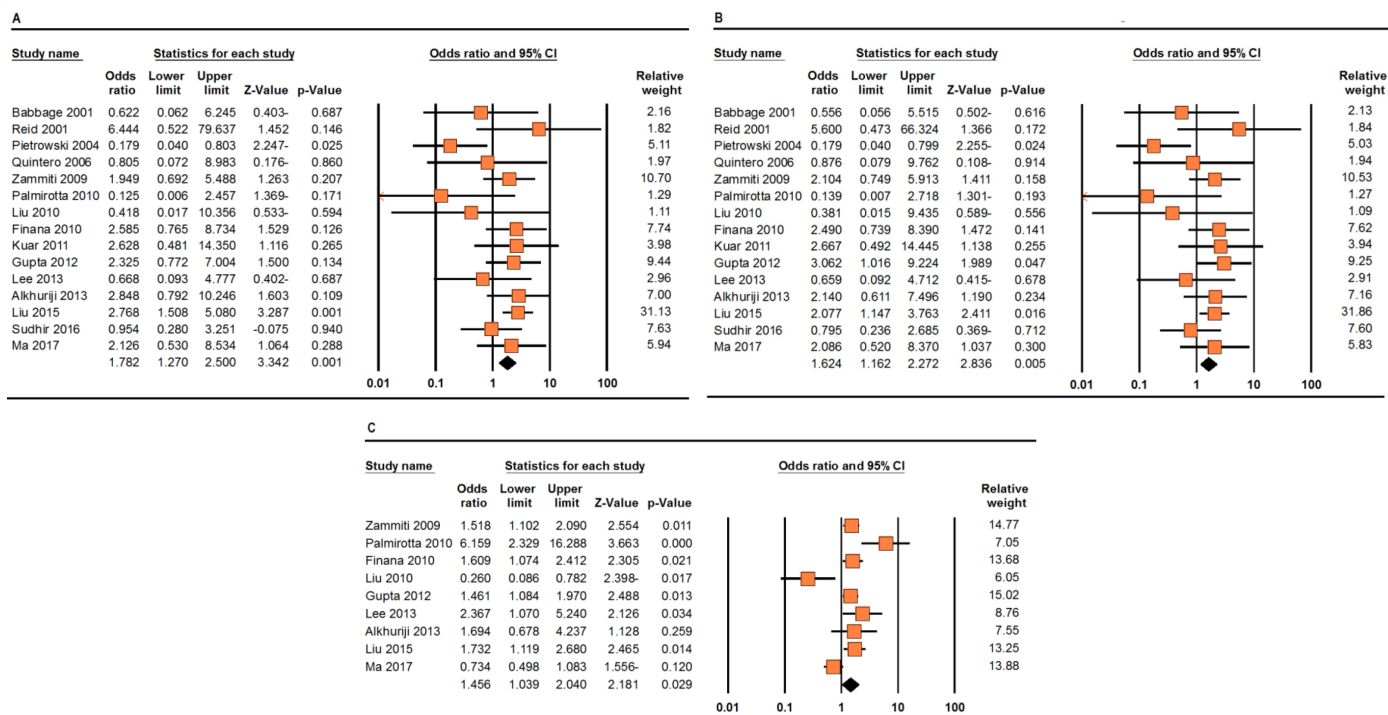 A
Study name Statistics for each study Odds ratio and 95% CI
Odds ratio Lower limit Upper limit Z-Value p-Value Relative weight
Babbage 2001 0.622 0.062 6.245 0.403- 0.687 2.16
Reid 2001 6.444 0.522 79.637 1.452 0.146 1.82
Pietrowski 2004 0.179 0.040 0.803 2.247- 0.025 5.11
Quintero 2006 0.805 0.072 8.983 0.176- 0.860 1.97
Zammiti 2009 1.949 0.692 5.488 1.263 0.207 10.70
Palmirotta 2010 0.125 0.006 2.457 1.369- 0.171 1.29
Liu 2010 0.418 0.017 10.356 0.533- 0.594 1.11
Finana 2010 2.585 0.765 8.734 1.529 0.126 7.74
Kuar 2011 2.628 0.481 14.350 1.116 0.265 3.98
Gupta 2012 2.325 0.772 7.004 1.500 0.134 9.44
Lee 2013 0.668 0.093 4.777 0.402- 0.687 2.96
Alkhuriji 2013 2.848 0.792 10.246 1.603 0.109 7.00
Liu 2015 2.768 1.508 5.080 3.287 0.001 31.13
Sudhir 2016 0.954 0.280 3.251 -0.075 0.940 7.63
Ma 2017 2.126 0.530 8.534 1.064 0.288 5.94
1.782 1.270 2.500 3.342 0.001
0.01 0.1 1 10 100
B
Study name Statistics for each study Odds ratio and 95% CI
Odds ratio Lower limit Upper limit Z-Value p-Value Relative weight
Babbage 2001 0.556 0.056 5.515 0.502- 0.616 2.13
Reid 2001 5.600 0.473 66.324 1.366 0.172 1.84
Pietrowski 2004 0.179 0.040 0.799 2.255- 0.024 5.03
Quintero 2006 0.876 0.079 9.762 0.108- 0.914 1.94
Zammiti 2009 2.104 0.749 5.913 1.411 0.158 10.53
Palmirotta 2010 0.139 0.007 2.718 1.301- 0.193 1.27
Liu 2010 0.381 0.015 9.435 0.589- 0.556 1.09
Finana 2010 2.490 0.739 8.390 1.472 0.141 7.62
Kuar 2011 2.667 0.492 14.445 1.138 0.255 3.94
Gupta 2012 3.062 1.016 9.224 1.989 0.047 9.25
Lee 2013 0.659 0.092 4.712 0.415- 0.678 2.91
Alkhuriji 2013 2.140 0.611 7.496 1.190 0.234 7.16
Liu 2015 2.077 1.147 3.763 2.411 0.016 31.86
Sudhir 2016 0.795 0.236 2.685 0.369- 0.712 7.60
Ma 2017 2.086 0.520 8.370 1.037 0.300 5.83
1.624 1.162 2.272 2.836 0.005
0.01 0.1 1 10 100
C
Study name Statistics for each study Odds ratio and 95% CI
Odds ratio Lower limit Upper limit Z-Value p-Value Relative weight
Zammiti 2009 1.518 1.102 2.090 2.554 0.011 14.77
Palmirotta 2010 6.159 2.329 16.288 3.663 0.000 7.05
Finana 2010 1.609 1.074 2.412 2.305 0.021 13.68
Liu 2010 0.260 0.086 0.782 2.398- 0.017 6.05
Gupta 2012 1.461 1.084 1.970 2.488 0.013 15.02
Lee 2013 2.367 1.070 5.240 2.126 0.034 8.76
Alkhuriji 2013 1.694 0.678 4.237 1.128 0.259 7.55
Liu 2015 1.732 1.119 2.680 2.465 0.014 13.25
Ma 2017 0.734 0.498 1.083 1.556- 0.120 13.88
1.456 1.039 2.040 2.181 0.029
0.01 0.1 1 10 100